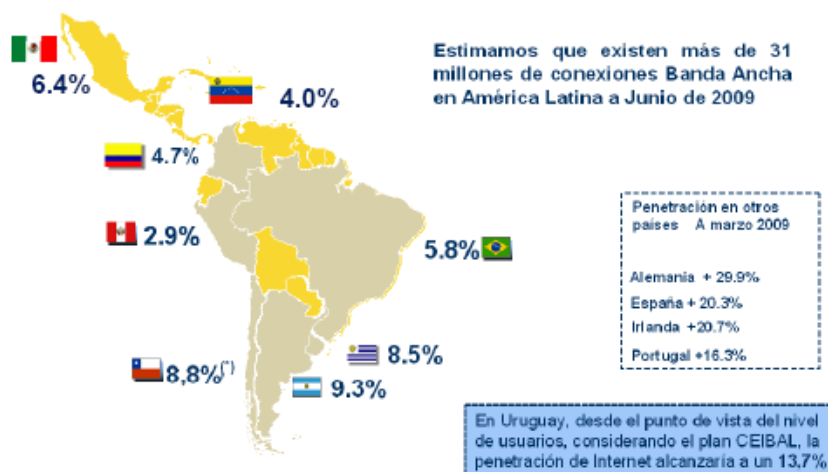 Estimamos que existen más de 31
millones de conexiones Banda Ancha
en América Latina a Junio de 2009
6.4%
4.0%
4.7%
2.9%
5.8%
8,8%(*)
8.5%
9.3%
Penetración en otros
países A marzo 2009
Alemania + 29.9%
España + 20.3%
Irlanda +20.7%
Portugal +16.3%
En Uruguay, desde el punto de vista del nivel
de usuarios, considerando el plan CEIBAL, la
penetración de Internet alcanzaría a un 13,7%